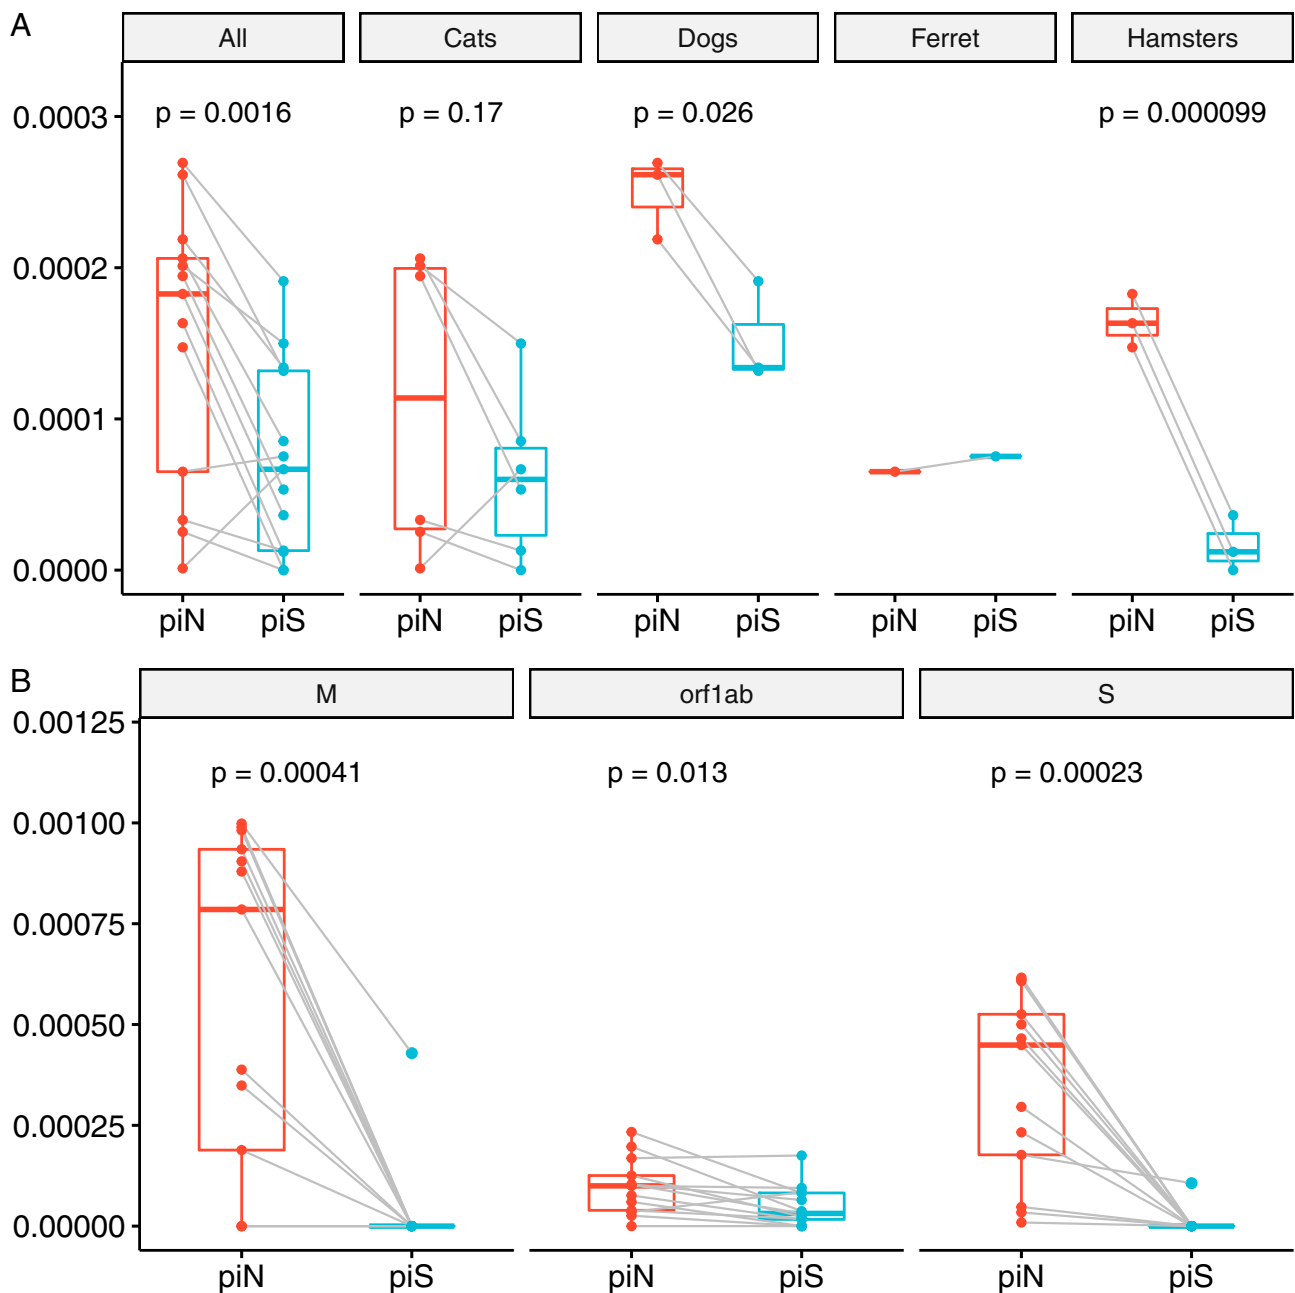 A
All Cats Dogs Ferret Hamsters
p = 0.0016 p = 0.17 p = 0.026 p = 0.000099
0.0003
0.0002
0.0001
0.0000
piN piS piN piS piN piS piN piS piN piS
B
M orf1ab S
0.00125
p = 0.00041 p = 0.013 p = 0.00023
0.00100
0.00075
0.00050
0.00025
0.00000
piN piS piN piS piN piS